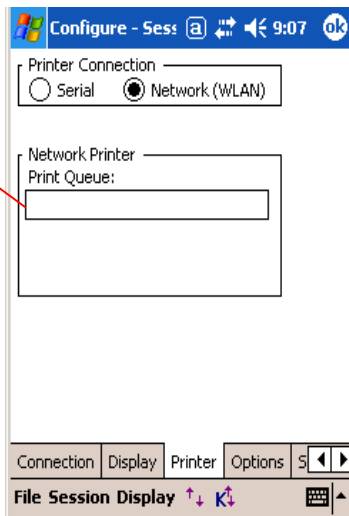 Configure - Sess a 9:07 ok
Printer Connection
Serial Network (WLAN)
Network Printer
Print Queue:
Connection Display Printer Options S
File Session Display K